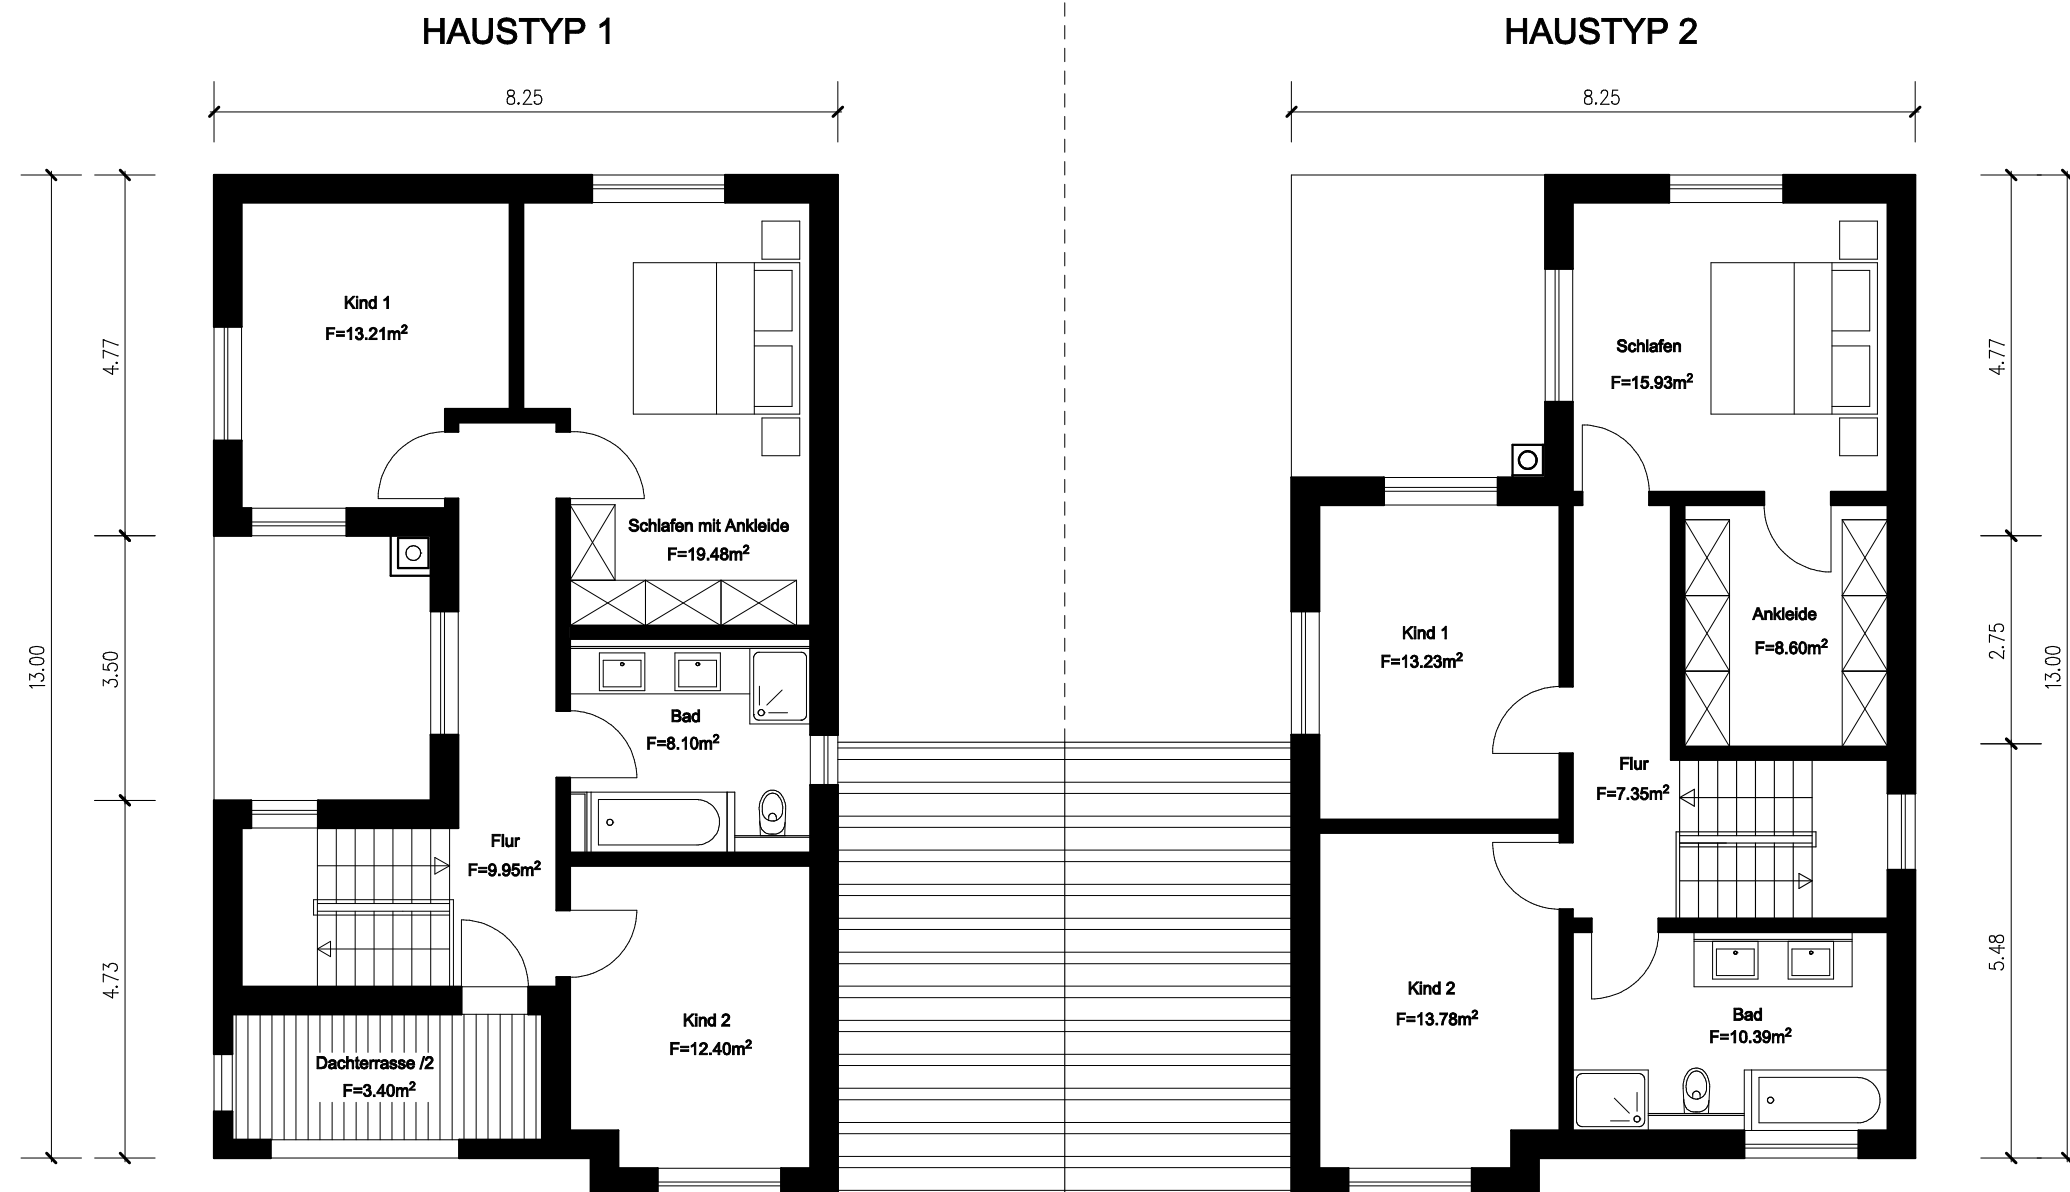 HAUSTYP 1
HAUSTYP 2
8.25
8.25
13.00
4.77
3.50
4.73
Kind 1
F=13.21m²
Schlafen mit Ankleide
F=19.48m²
Bad
F=8.10m²
Flur
F=9.95m²
Kind 2
F=12.40m²
Dachterrasse /2
F=3.40m²
Schlafen
F=15.93m²
Kind 1
F=13.23m²
Ankleide
F=8.60m²
Flur
F=7.35m²
Kind 2
F=13.78m²
Bad
F=10.39m²
4.77
2.75
5.48
13.00